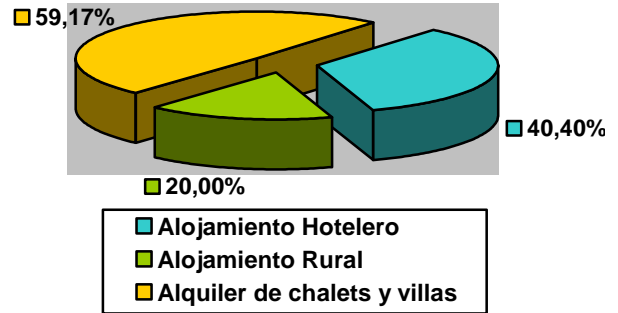 59,17%
40,40%
20,00%
Alojamiento Hotelero
Alojamiento Rural
Alquiler de chalets y villas